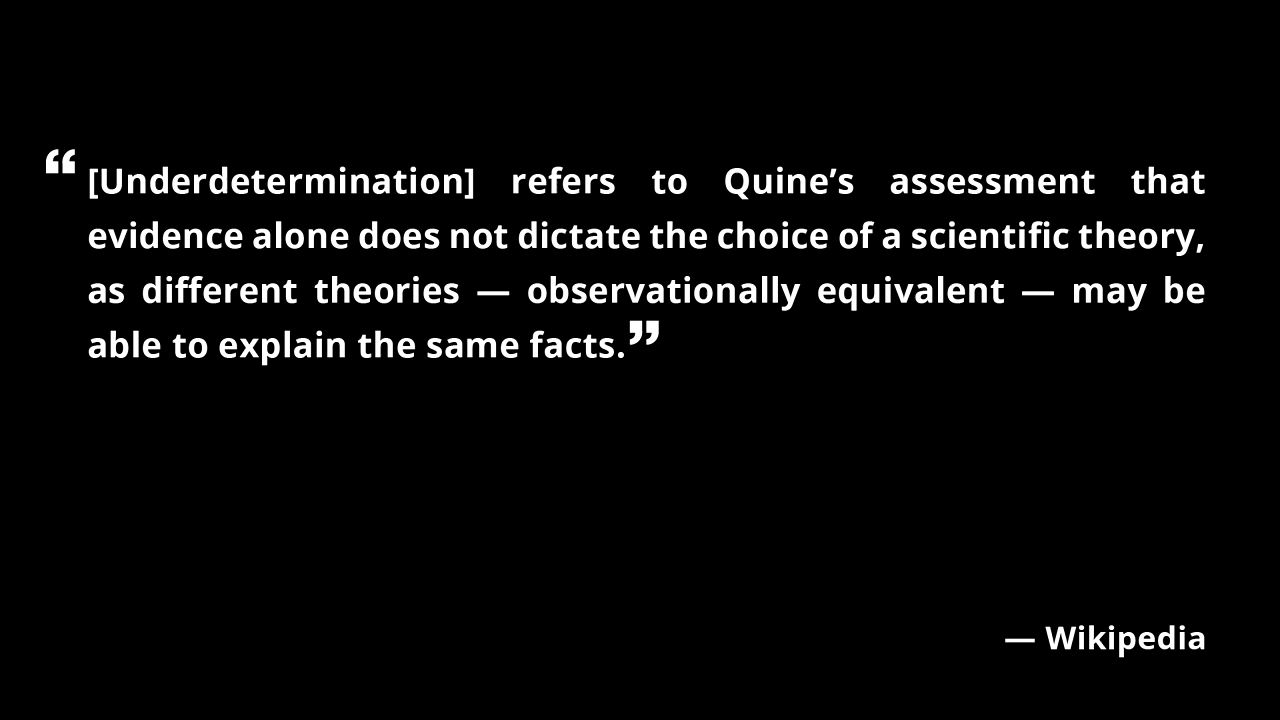 “[Underdetermination] refers to Quine’s assessment that
evidence alone does not dictate the choice of a scientific theory,
as different theories — observationally equivalent — may be
able to explain the same facts.”
— Wikipedia